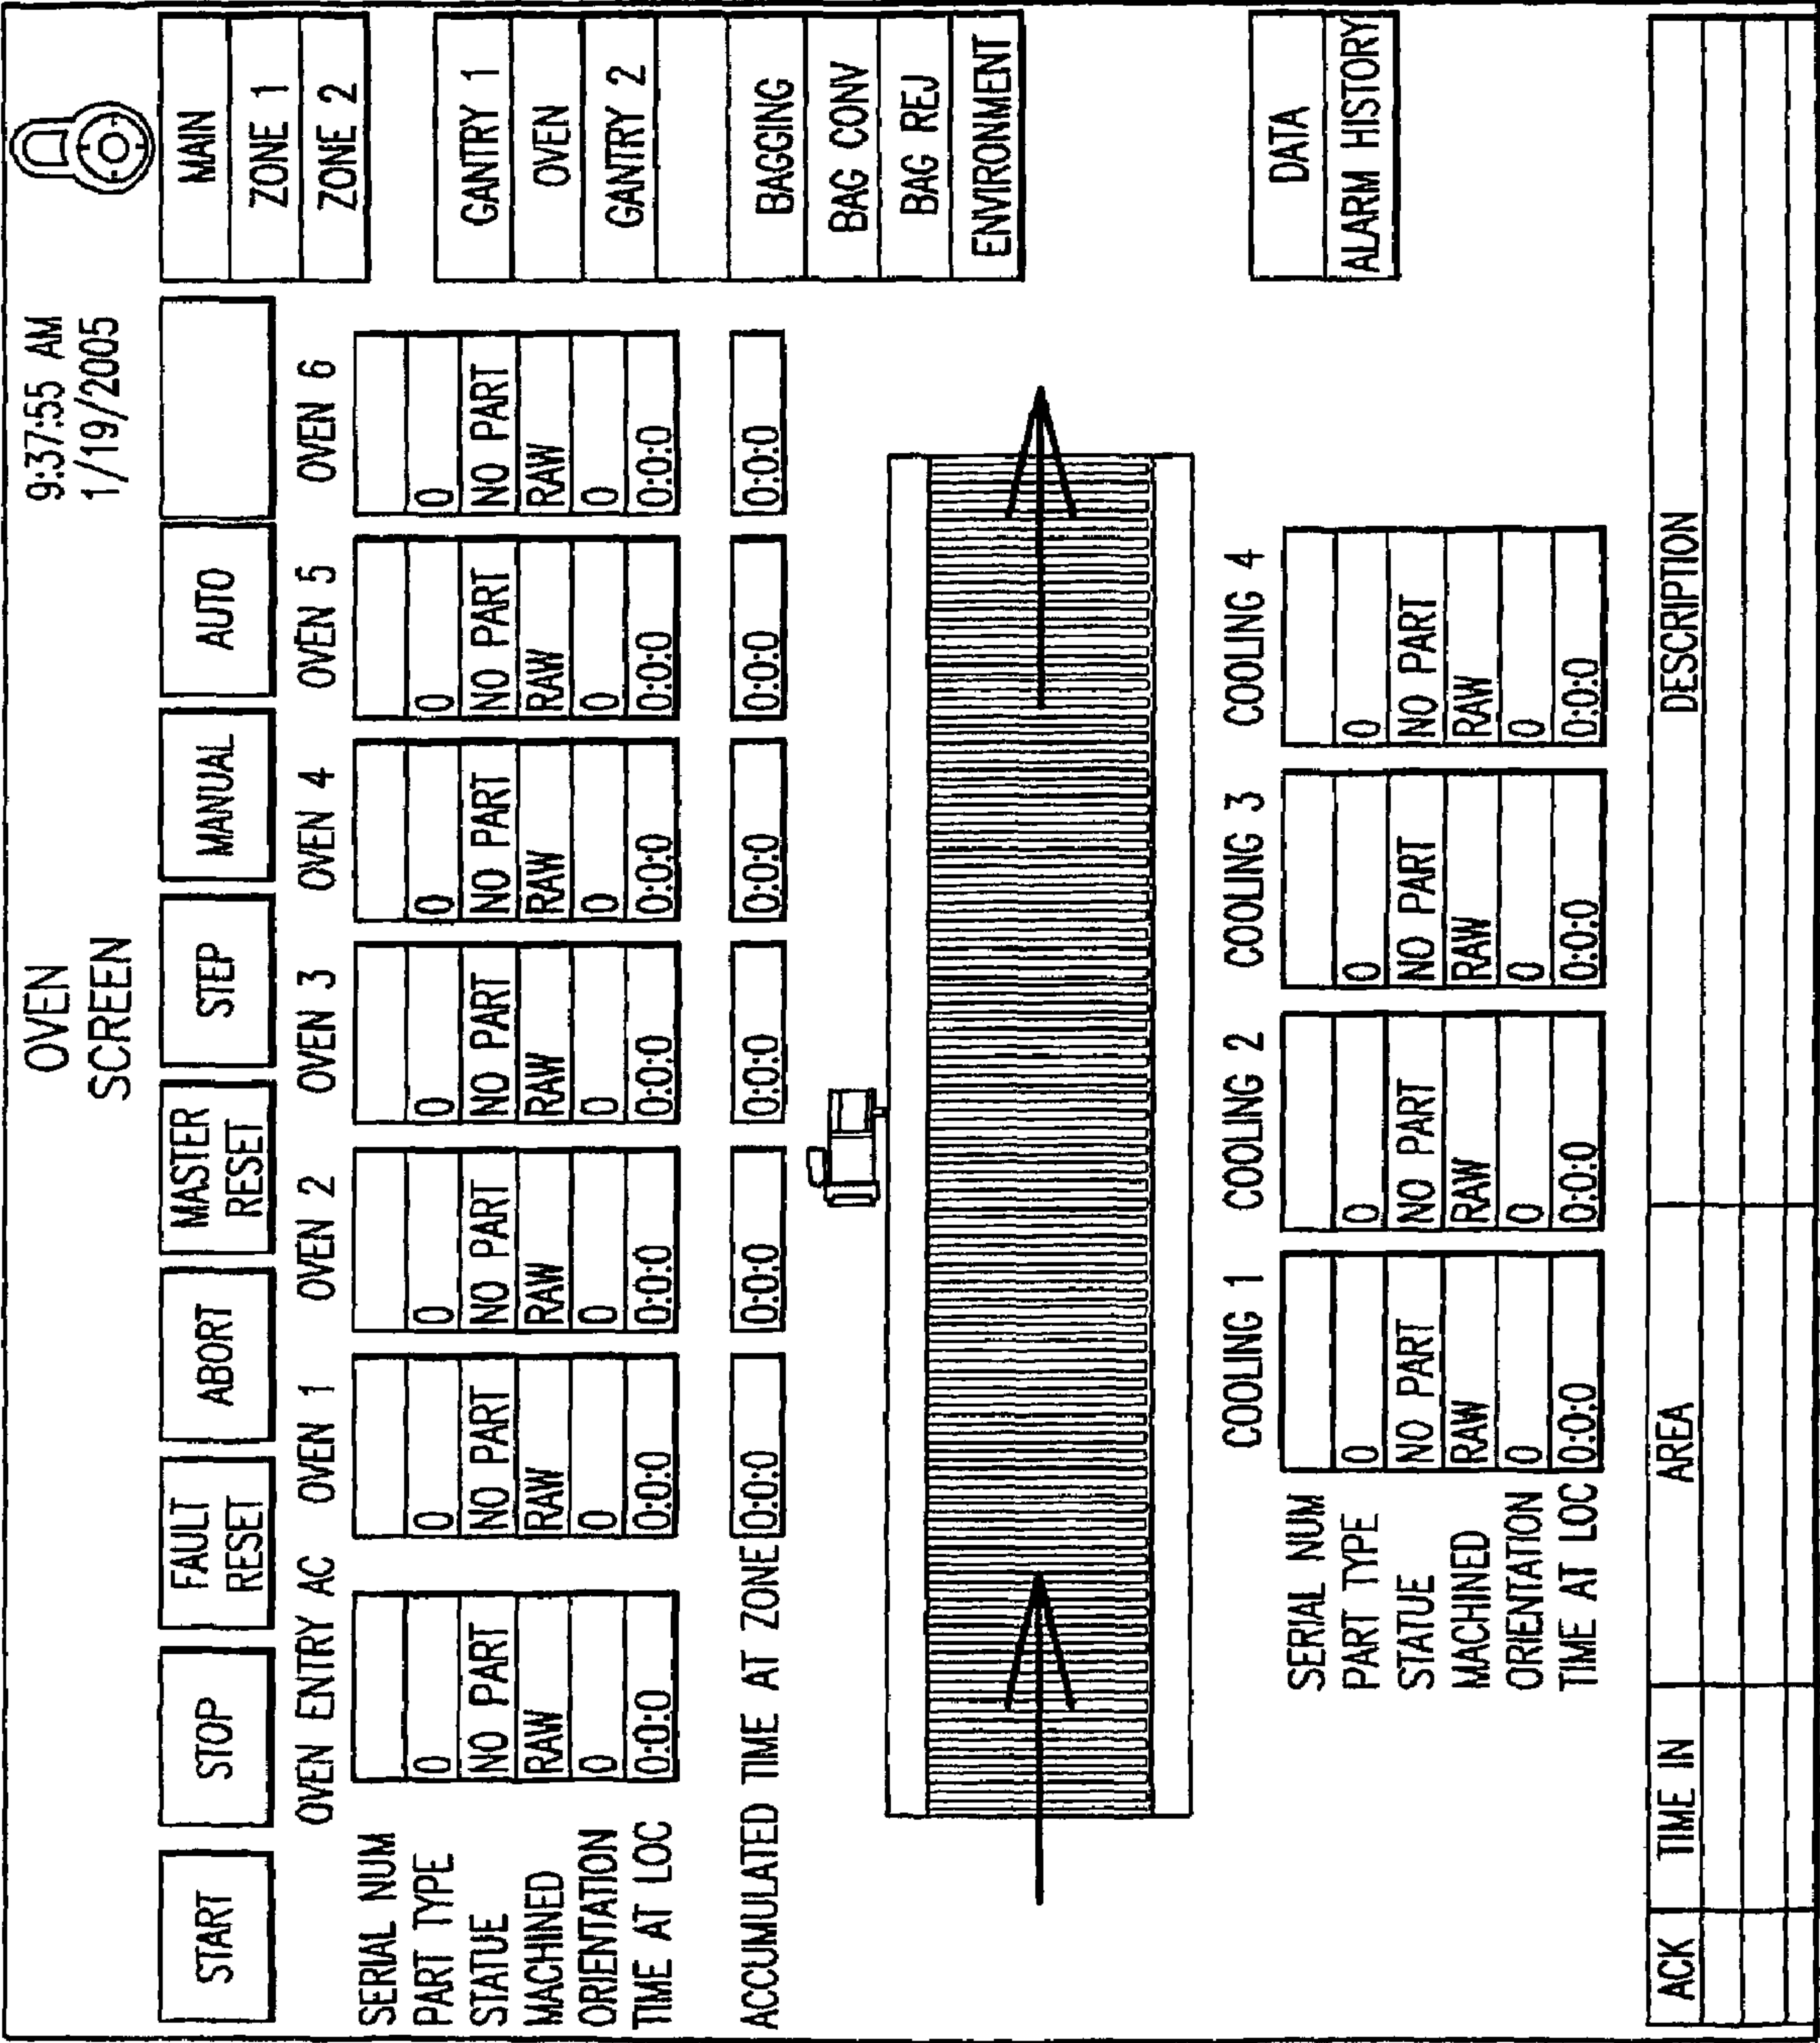 OVEN
SCREEN
9:37:55 AM
1/19/2005
START
STOP
FAULT
RESET
ABORT
MASTER
RESET
STEP
MANUAL
AUTO
MAIN
ZONE 1
ZONE 2
OVEN ENTRY AC OVEN 1 OVEN 2 OVEN 3 OVEN 4 OVEN 5 OVEN 6
SERIAL NUM
PART TYPE 0 0 0 0 0 0 0
STATUE NO PART NO PART NO PART NO PART NO PART NO PART NO PART
MACHINED RAW RAW RAW RAW RAW RAW RAW
ORIENTATION 0 0 0 0 0 0 0
TIME AT LOC 0:0:0 0:0:0 0:0:0 0:0:0 0:0:0 0:0:0 0:0:0
ACCUMULATED TIME AT ZONE 0:0:0 0:0:0 0:0:0 0:0:0 0:0:0 0:0:0
GANTRY 1
OVEN
GANTRY 2
BAGGING
BAG CONV
BAG REJ
ENVIRONMENT
COOLING 1 COOLING 2 COOLING 3 COOLING 4
SERIAL NUM
PART TYPE 0 0 0 0
STATUE NO PART NO PART NO PART NO PART
MACHINED RAW RAW RAW RAW
ORIENTATION 0 0 0 0
TIME AT LOC 0:0:0 0:0:0 0:0:0 0:0:0
DATA
ALARM HISTORY
ACK TIME IN AREA DESCRIPTION